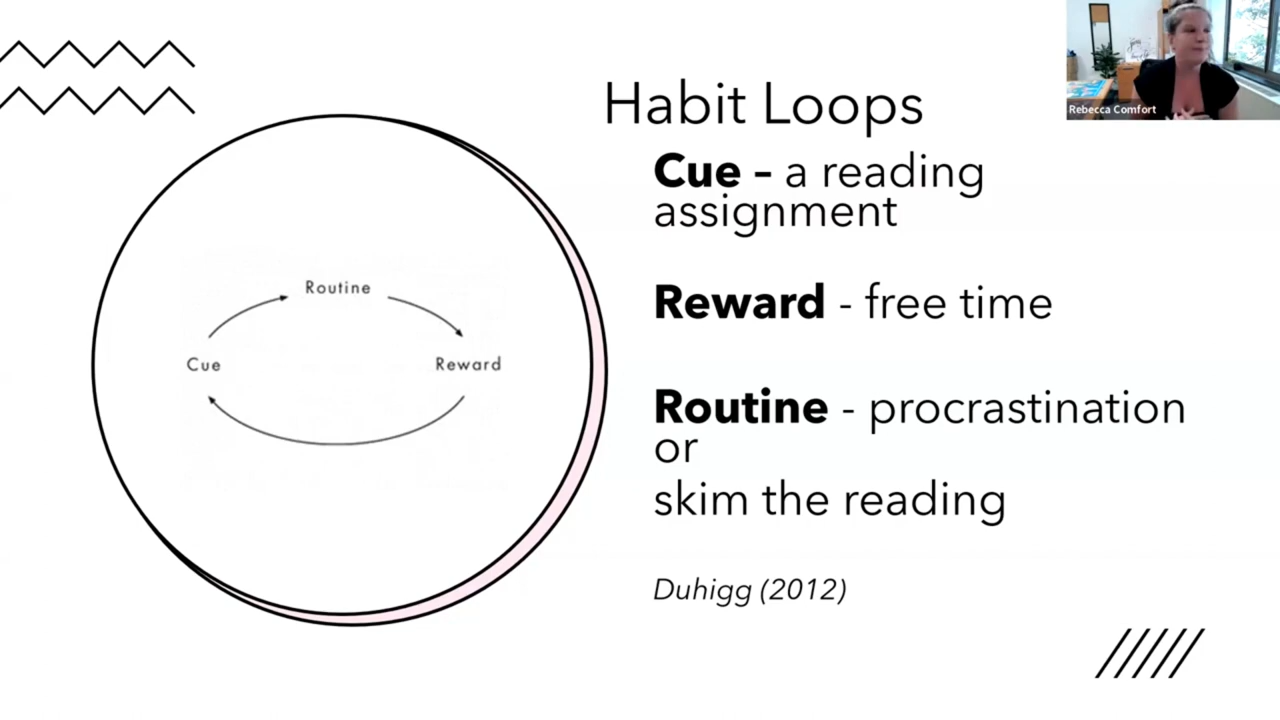 Habit Loops
Rebecca Comfort
Cue – a reading
assignment
Reward - free time
Routine - procrastination
or
skim the reading
Duhigg (2012)
Routine
Cue
Reward